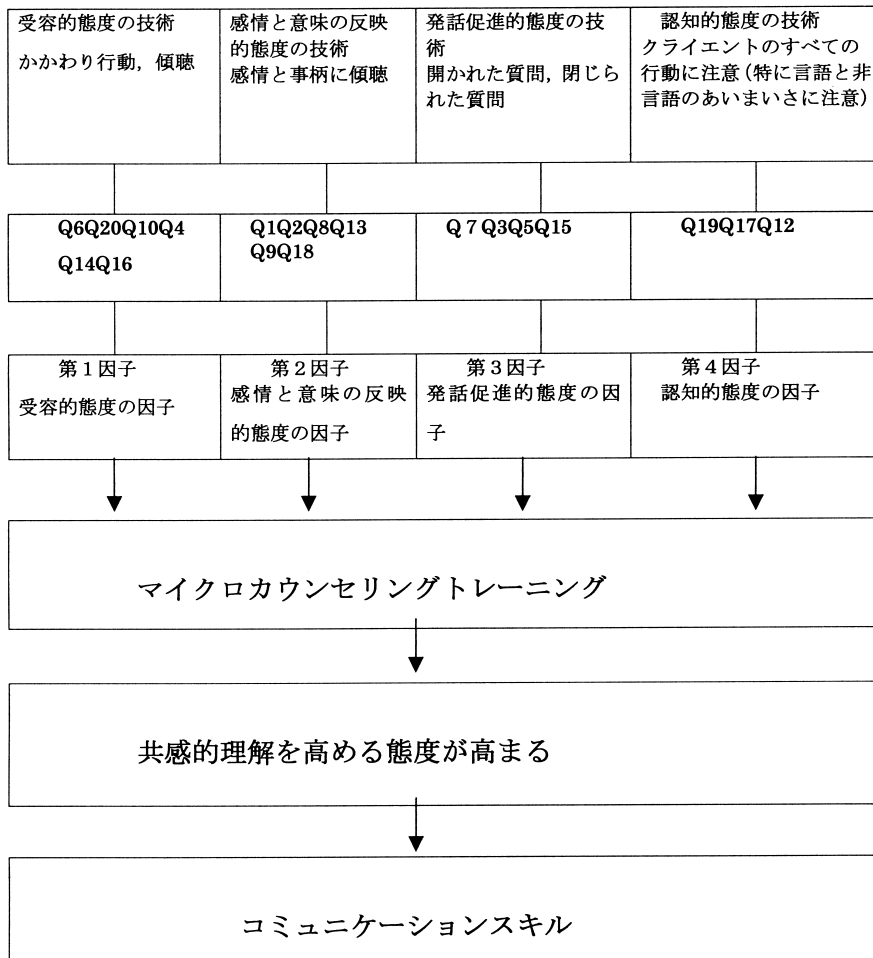 受容的態度の技術
かかわり行動，傾聴
感情と意味の反映
的態度の技術
感情と事柄に傾聴
発話促進的態度の技
術
開かれた質問，閉じら
れた質問
認知的態度の技術
クライエントのすべての
行動に注意（特に言語と非
言語のあいまいさに注意）
Q6Q20Q10Q4
Q14Q16
Q1Q2Q8Q13
Q9Q18
Q７Q3Q5Q15
Q19Q17Q12
第１因子
受容的態度の因子
第２因子
感情と意味の反映
的態度の因子
第３因子
発話促進的態度の因
子
第４因子
認知的態度の因子
マイクロカウンセリングトレーニング
共感的理解を高める態度が高まる
コミュニケーションスキル